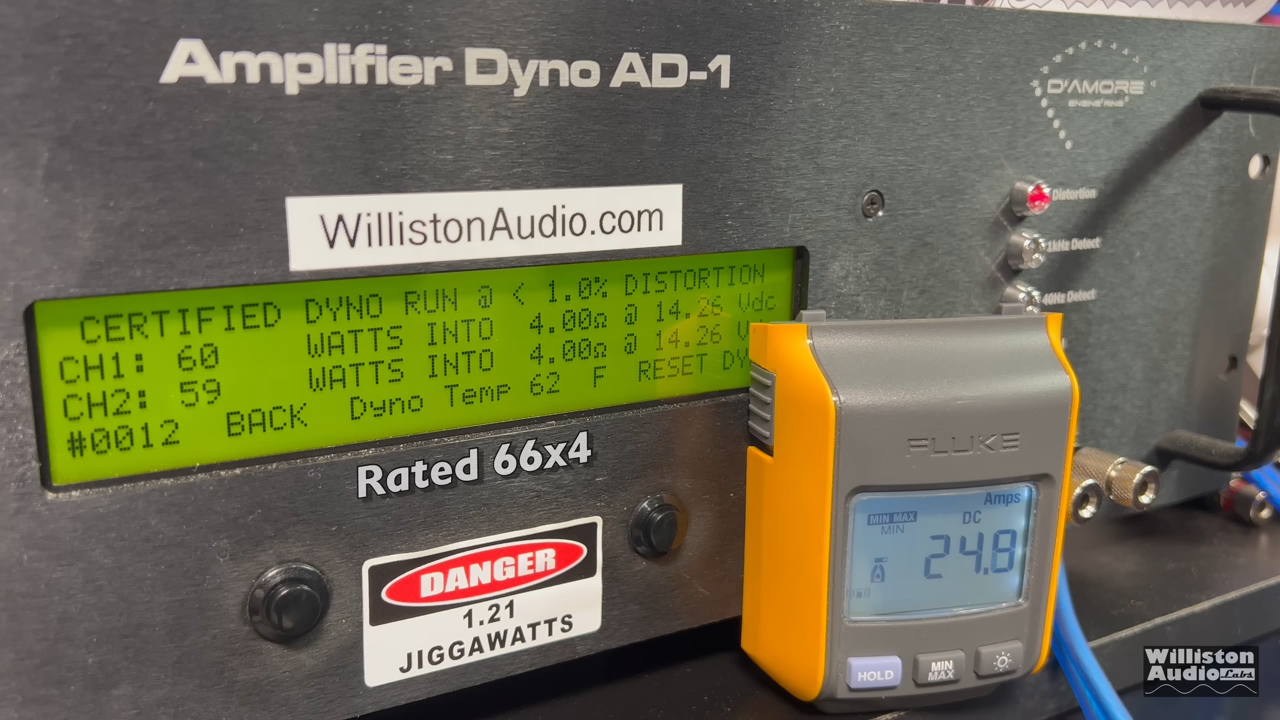 Amplifier Dyno AD-1
D'AMORE
ENGINEERING
WillistonAudio.com
Distortion
1kHz Detect
40Hz Detect
CERTIFIED DYNO RUN @ < 1.0% DISTORTION
CH1: 60 WATTS INTO 4.00Ω @ 14.26 Vdc
CH2: 59 WATTS INTO 4.00Ω @ 14.26 V
#0012 BACK Dyno Temp 62 F RESET DY
Rated 66x4
DANGER
1.21
JIGGAWATTS
FLUKE
Amps
MIN MAX
DC
MIN
24.8
HOLD
MIN
MAX
Williston
Audio Labs